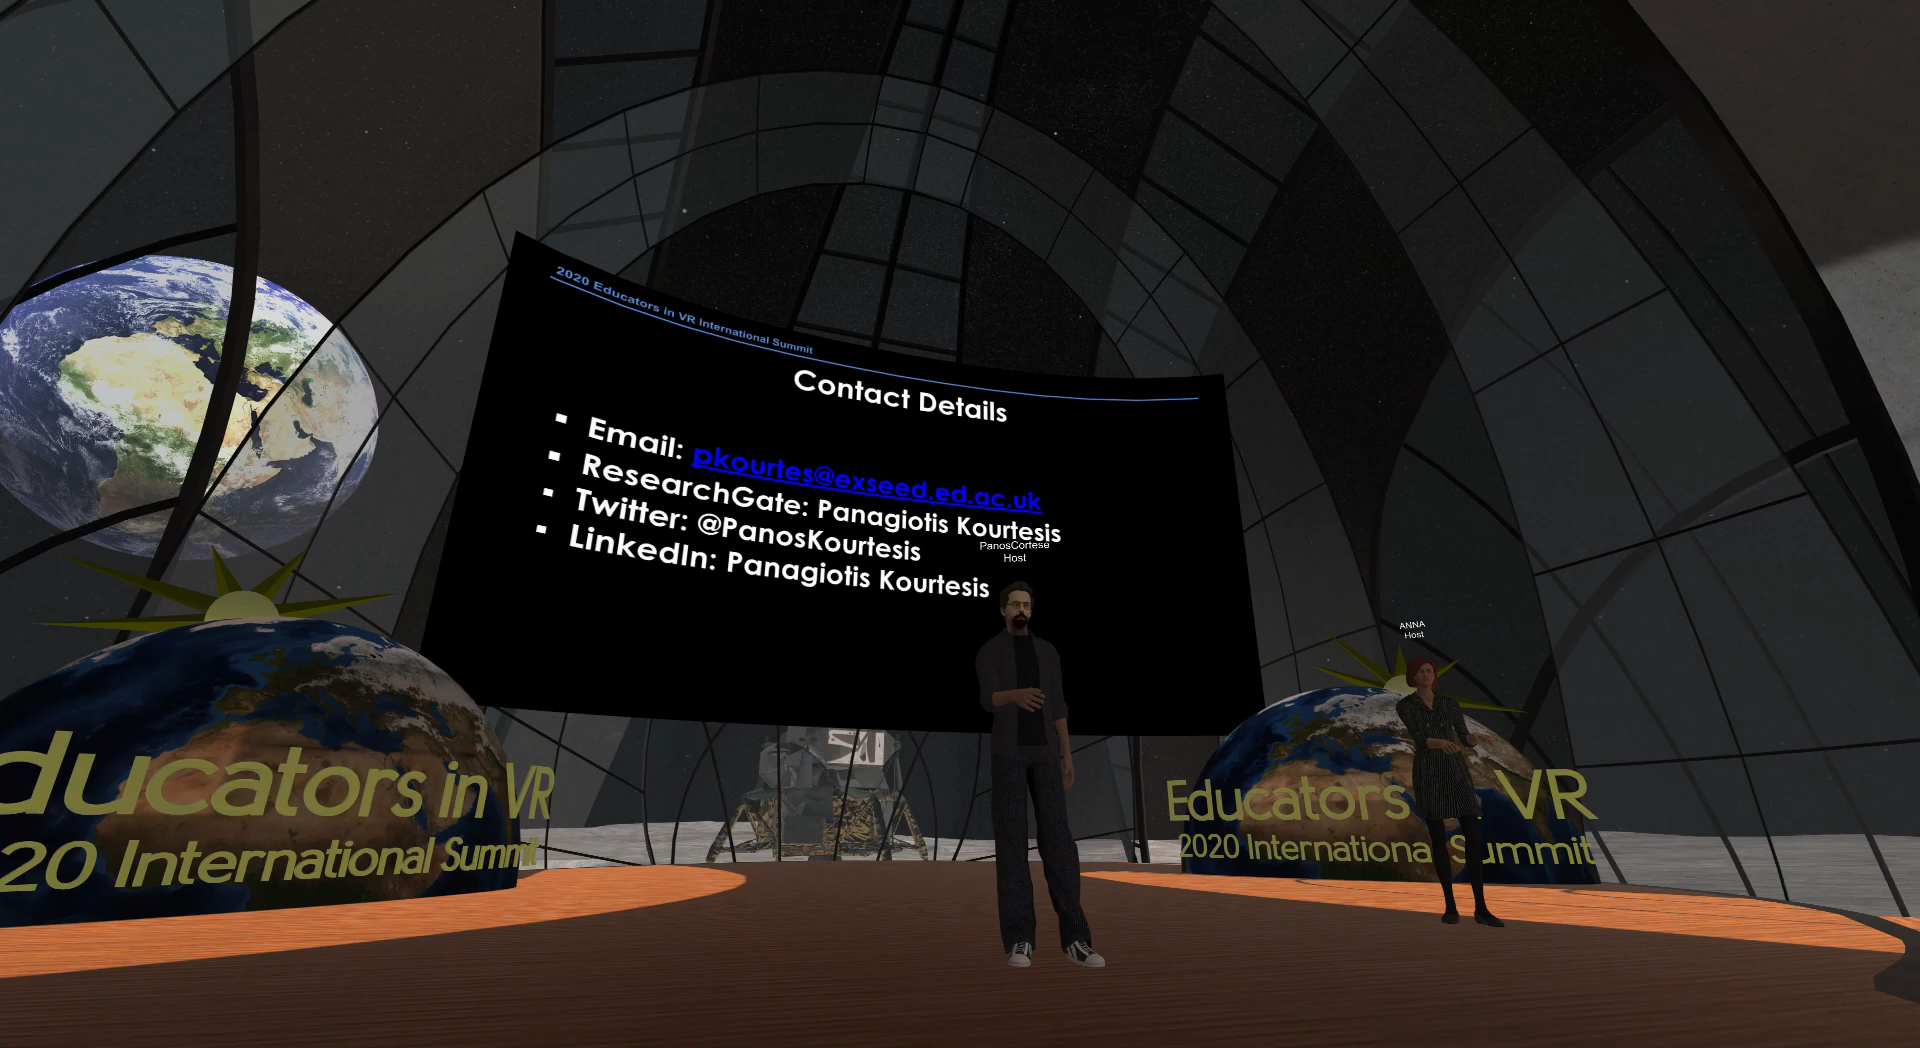 2020 Educators in VR International Summit
Contact Details
▪ Email: pkourtes@exseed.ed.ac.uk
▪ ResearchGate: Panagiotis Kourtesis
▪ Twitter: @PanosKourtesis
▪ LinkedIn: Panagiotis Kourtesis
PanosCortese
Host
ANNA
Host
ducators in VR
20 International Summit
Educators VR
2020 International Summit